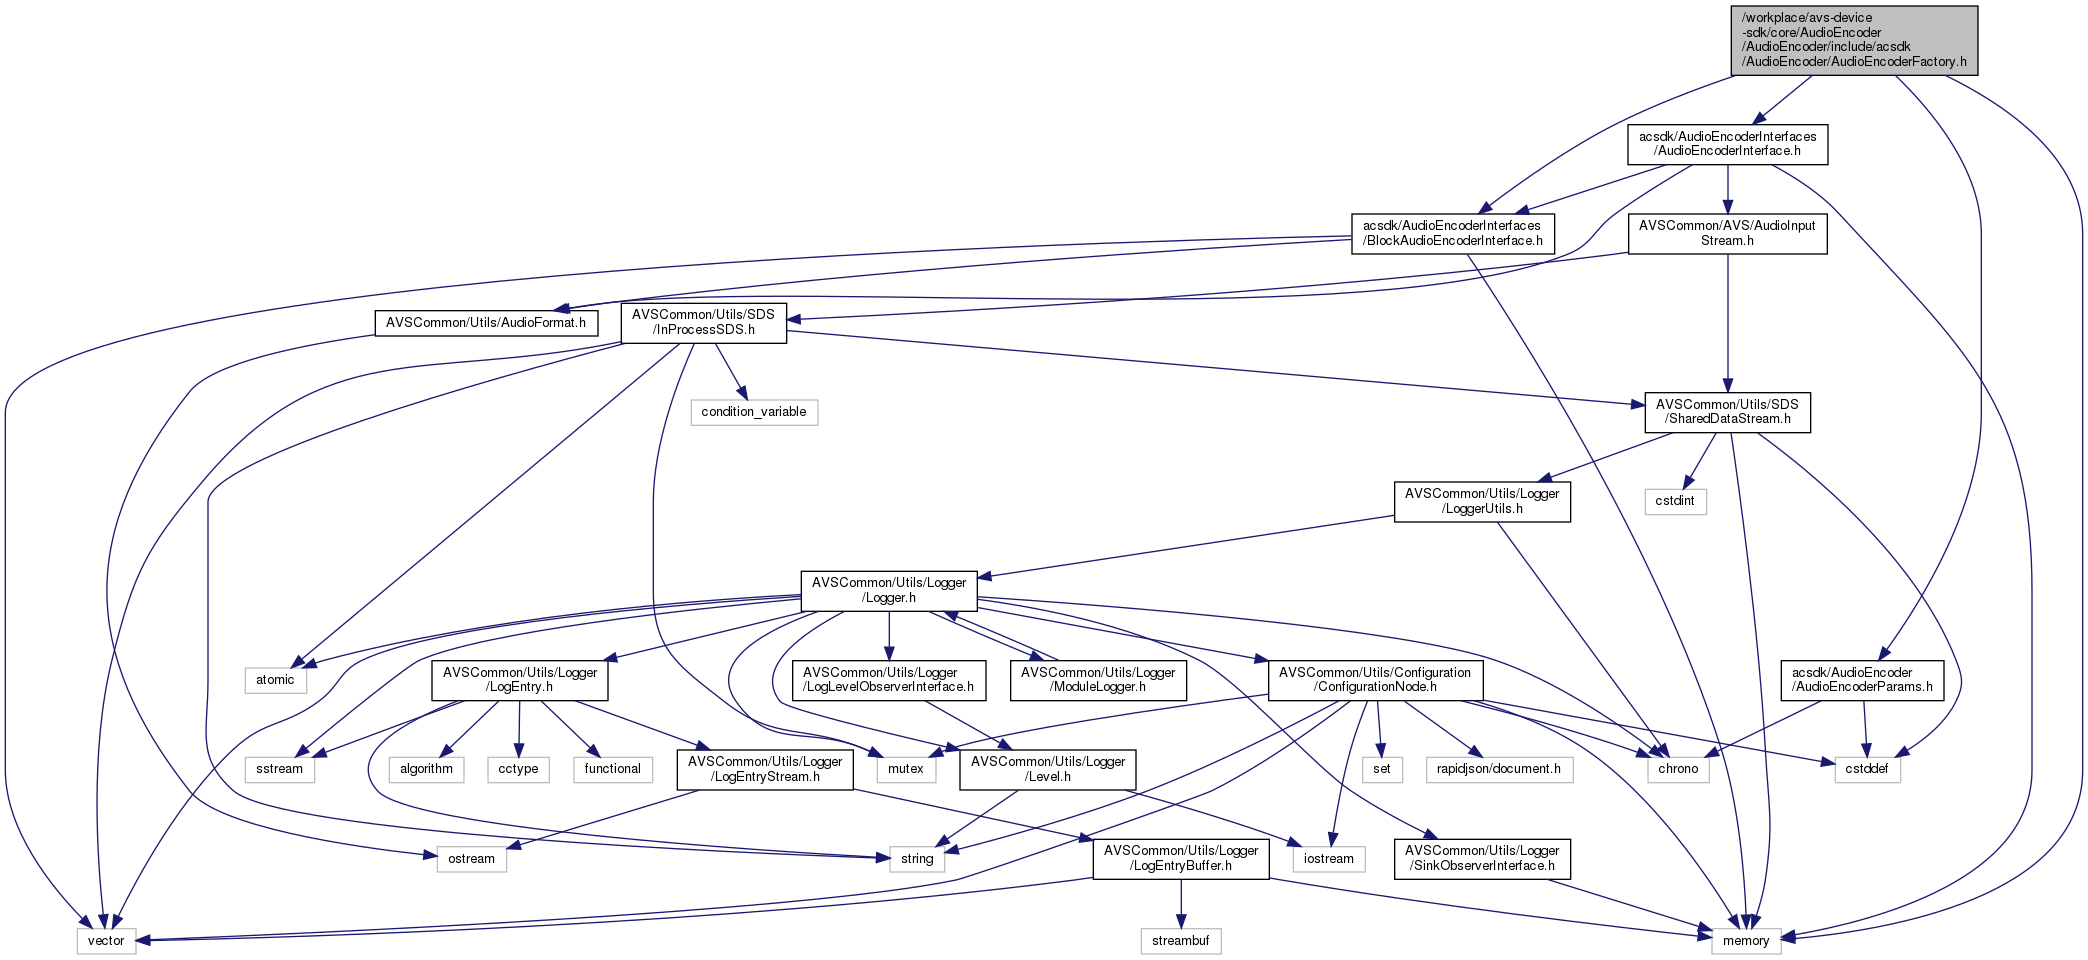 /workplace/avs-device
-sdk/core/AudioEncoder
/AudioEncoder/include/acsdk
/AudioEncoder/AudioEncoderFactory.h
acsdk/AudioEncoderInterfaces
/AudioEncoderInterface.h
acsdk/AudioEncoderInterfaces
/BlockAudioEncoderInterface.h
AVSCommon/AVS/AudioInput
Stream.h
AVSCommon/Utils/AudioFormat.h
AVSCommon/Utils/SDS
/InProcessSDS.h
condition_variable
AVSCommon/Utils/SDS
/SharedDataStream.h
AVSCommon/Utils/Logger
/LoggerUtils.h
cstdint
AVSCommon/Utils/Logger
/Logger.h
atomic
AVSCommon/Utils/Logger
/LogEntry.h
AVSCommon/Utils/Logger
/LogLevelObserverInterface.h
AVSCommon/Utils/Logger
/ModuleLogger.h
AVSCommon/Utils/Configuration
/ConfigurationNode.h
acsdk/AudioEncoder
/AudioEncoderParams.h
sstream
algorithm
cctype
functional
AVSCommon/Utils/Logger
/LogEntryStream.h
mutex
AVSCommon/Utils/Logger
/Level.h
set
rapidjson/document.h
chrono
cstddef
ostream
string
AVSCommon/Utils/Logger
/LogEntryBuffer.h
iostream
AVSCommon/Utils/Logger
/SinkObserverInterface.h
vector
streambuf
memory